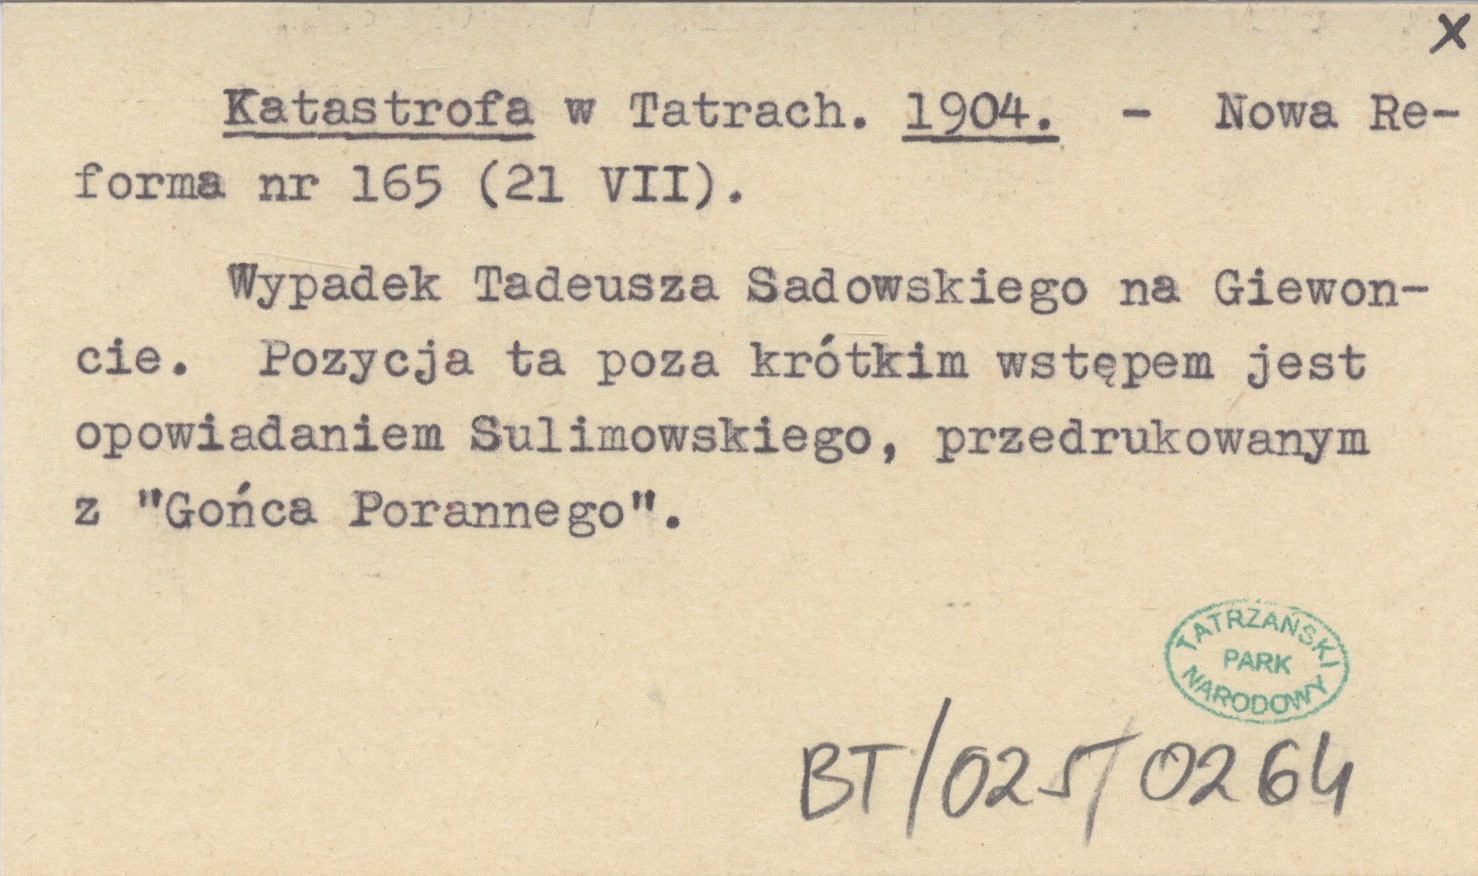 x
Katastrofa w Tatrach. 1904. - Nowa Re-
forma nr 165 (21 VII).
Wypadek Tadeusza Sadowskiego na Giewon-
cie. Pozycja ta poza krótkim wstępem jest
opowiadaniem Sulimowskiego, przedrukowanym
z "Gońca Porannego".
TATRZAŃSKI
PARK
NARODOWY
BT/025/0264